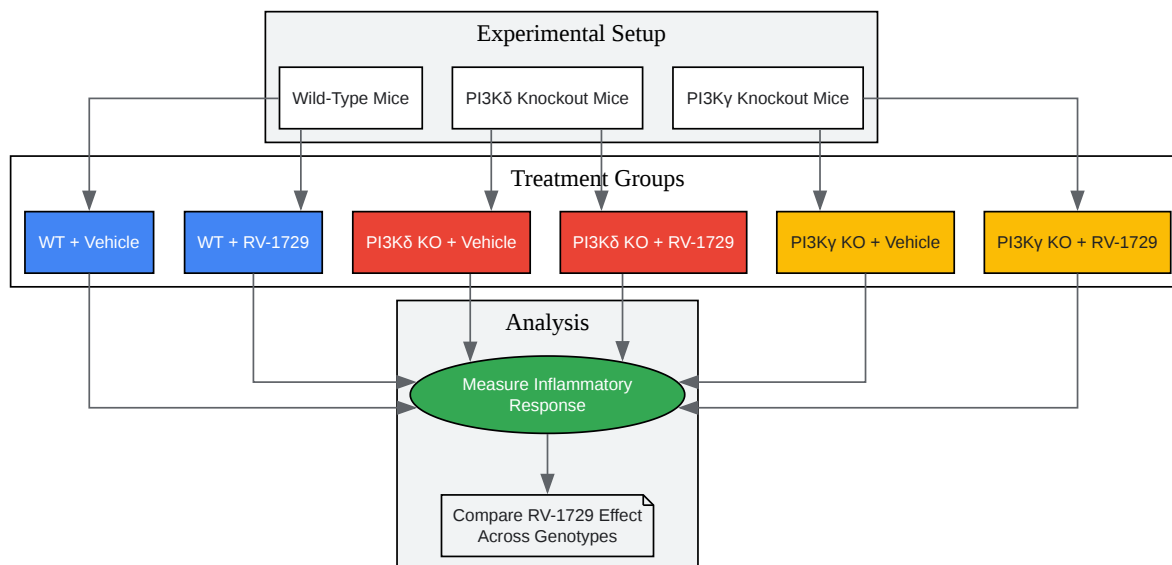 Experimental Setup
Wild-Type Mice
PI3Kδ Knockout Mice
PI3Kγ Knockout Mice
Treatment Groups
WT + Vehicle
WT + RV-1729
PI3Kδ KO + Vehicle
PI3Kδ KO + RV-1729
PI3Kγ KO + Vehicle
PI3Kγ KO + RV-1729
Analysis
Measure Inflammatory
Response
Compare RV-1729 Effect
Across Genotypes